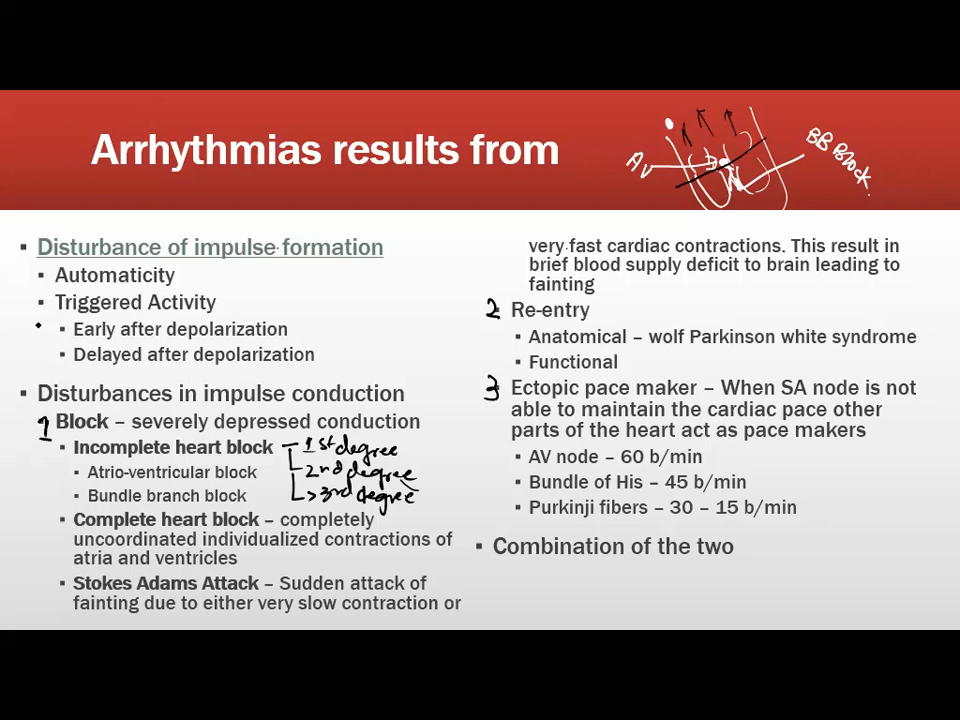 Arrhythmias results from
AV
BB Block
▪ Disturbance of impulse formation
▪ Automaticity
▪ Triggered Activity
▪ Early after depolarization
▪ Delayed after depolarization
▪ Disturbances in impulse conduction
1 Block – severely depressed conduction
▪ Incomplete heart block
1st degree
2nd degree
3rd degree
▪ Atrio-ventricular block
▪ Bundle branch block
▪ Complete heart block – completely
uncoordinated individualized contractions of
atria and ventricles
▪ Stokes Adams Attack – Sudden attack of
fainting due to either very slow contraction or
very fast cardiac contractions. This result in
brief blood supply deficit to brain leading to
fainting
2 Re-entry
▪ Anatomical – wolf Parkinson white syndrome
▪ Functional
3 Ectopic pace maker – When SA node is not
able to maintain the cardiac pace other
parts of the heart act as pace makers
▪ AV node – 60 b/min
▪ Bundle of His – 45 b/min
▪ Purkinji fibers – 30 – 15 b/min
▪ Combination of the two